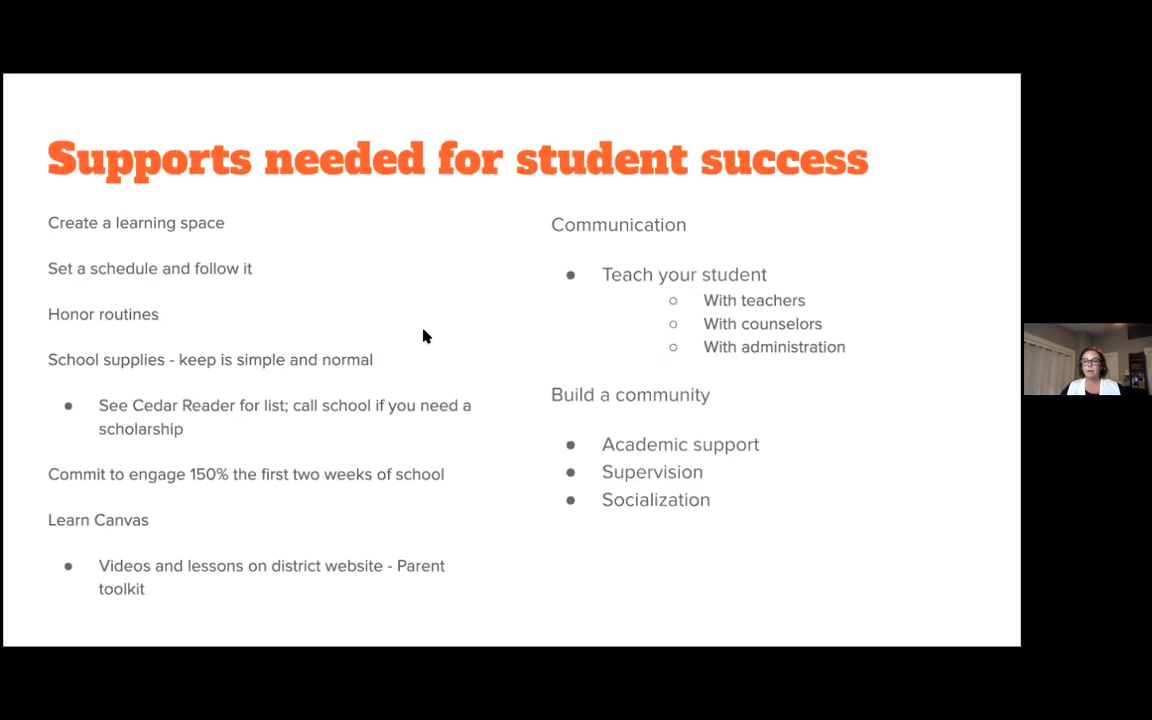 Supports needed for student success
Create a learning space
Set a schedule and follow it
Honor routines
School supplies - keep is simple and normal
See Cedar Reader for list; call school if you need a
scholarship
Commit to engage 150% the first two weeks of school
Learn Canvas
Videos and lessons on district website - Parent
toolkit
Communication
Teach your student
With teachers
With counselors
With administration
Build a community
Academic support
Supervision
Socialization